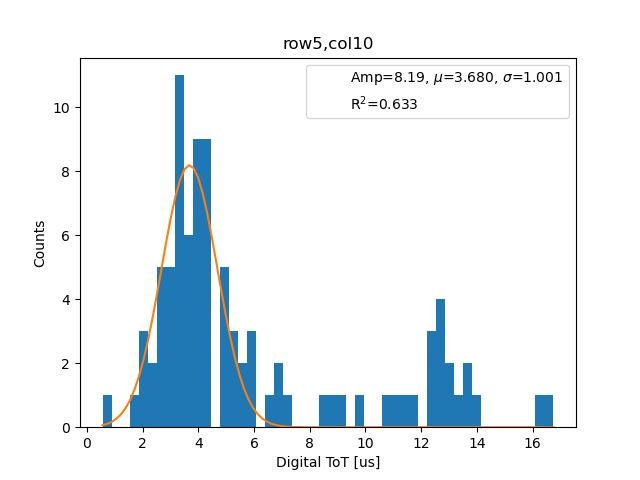 row5,col10
Amp=8.19, μ=3.680, σ=1.001
R²=0.633
Counts
10
8
6
4
2
0
0 2 4 6 8 10 12 14 16
Digital ToT [us]